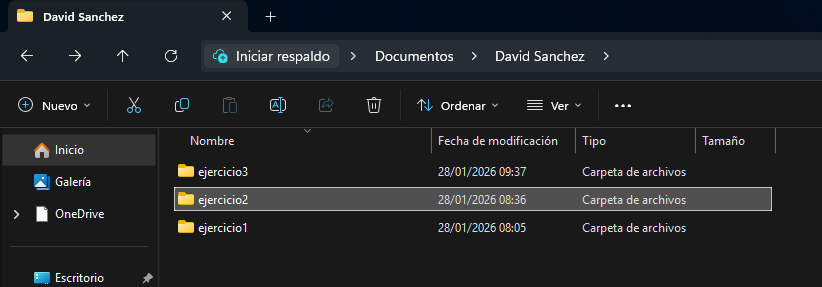 David Sanchez
Iniciar respaldo Documentos David Sanchez
Nuevo Ordenar Ver
Nombre Fecha de modificación Tipo Tamaño
Inicio
Galería
OneDrive
Escritorio
ejercicio3 28/01/2026 09:37 Carpeta de archivos
ejercicio2 28/01/2026 08:36 Carpeta de archivos
ejercicio1 28/01/2026 08:05 Carpeta de archivos